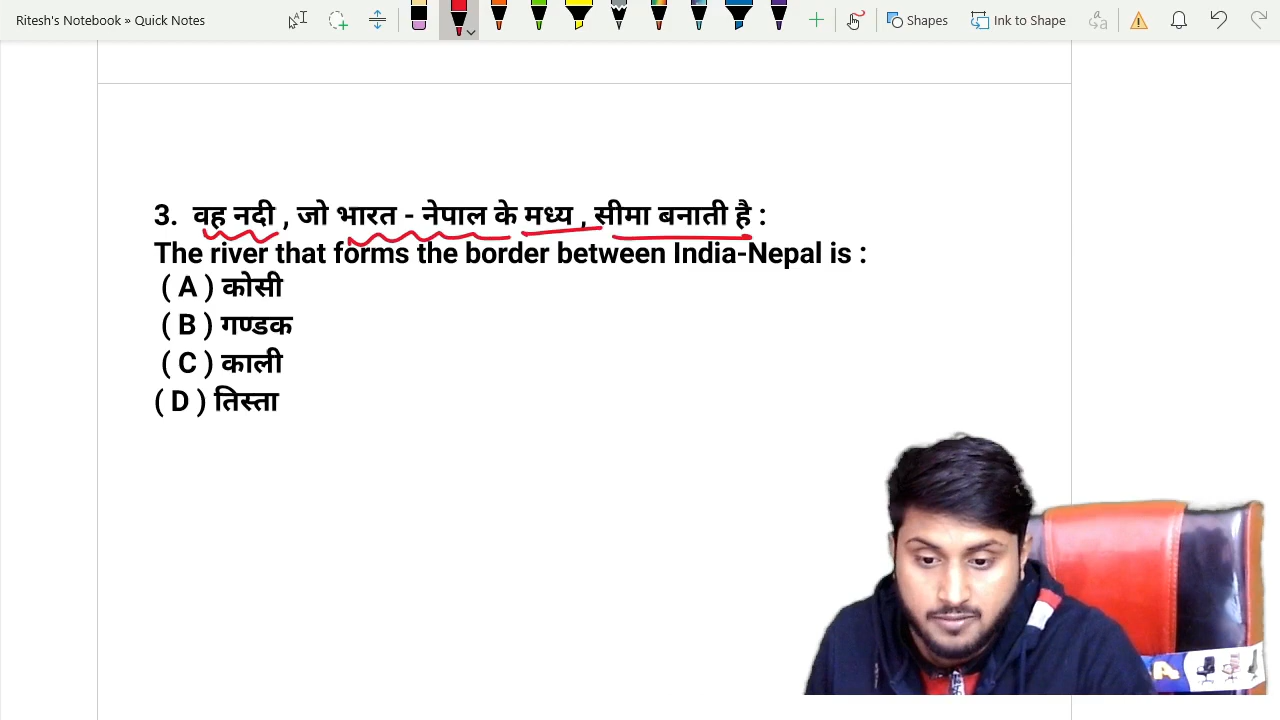 Ritesh's Notebook » Quick Notes
Shapes
Ink to Shape
3. वह नदी , जो भारत - नेपाल के मध्य , सीमा बनाती है :
The river that forms the border between India-Nepal is :
( A ) कोसी
( B ) गण्डक
( C ) काली
( D ) तिस्ता